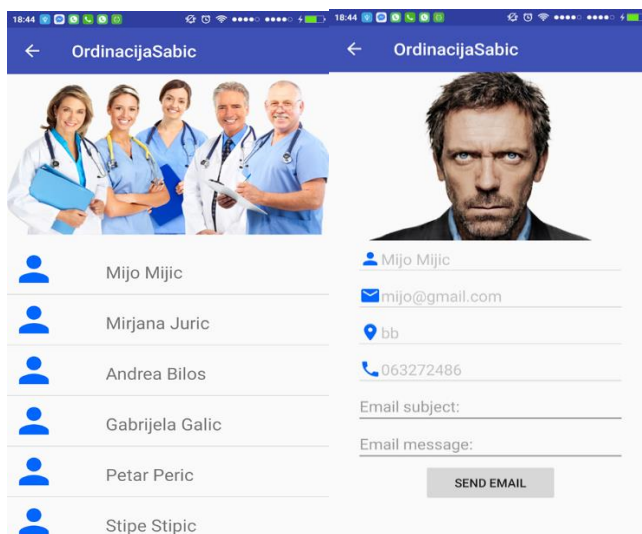 18:44
OrdinacijaSabic
Mijo Mijic
Mirjana Juric
Andrea Bilos
Gabrijela Galic
Petar Peric
Stipe Stipic
18:44
OrdinacijaSabic
Mijo Mijic
mijo@gmail.com
bb
063272486
Email subject:
Email message:
SEND EMAIL